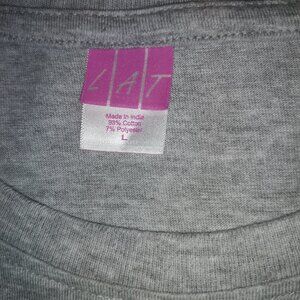 LAT
Made in India
93% Cotton
7% Polyester
L